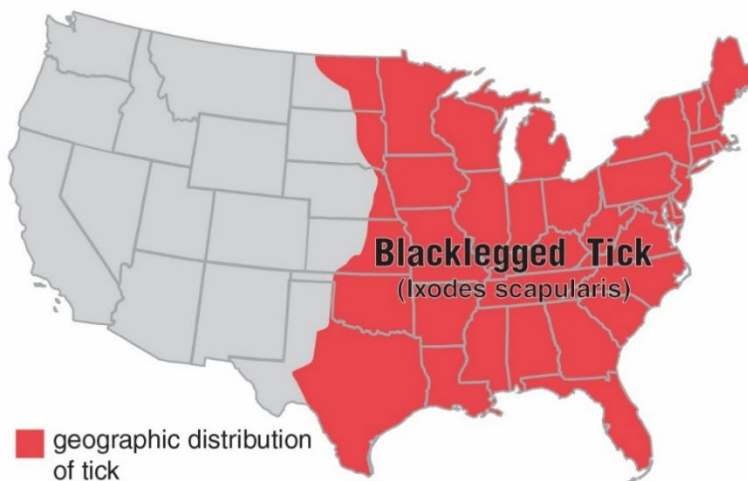 Blacklegged Tick
(Ixodes scapularis)
geographic distribution
of tick